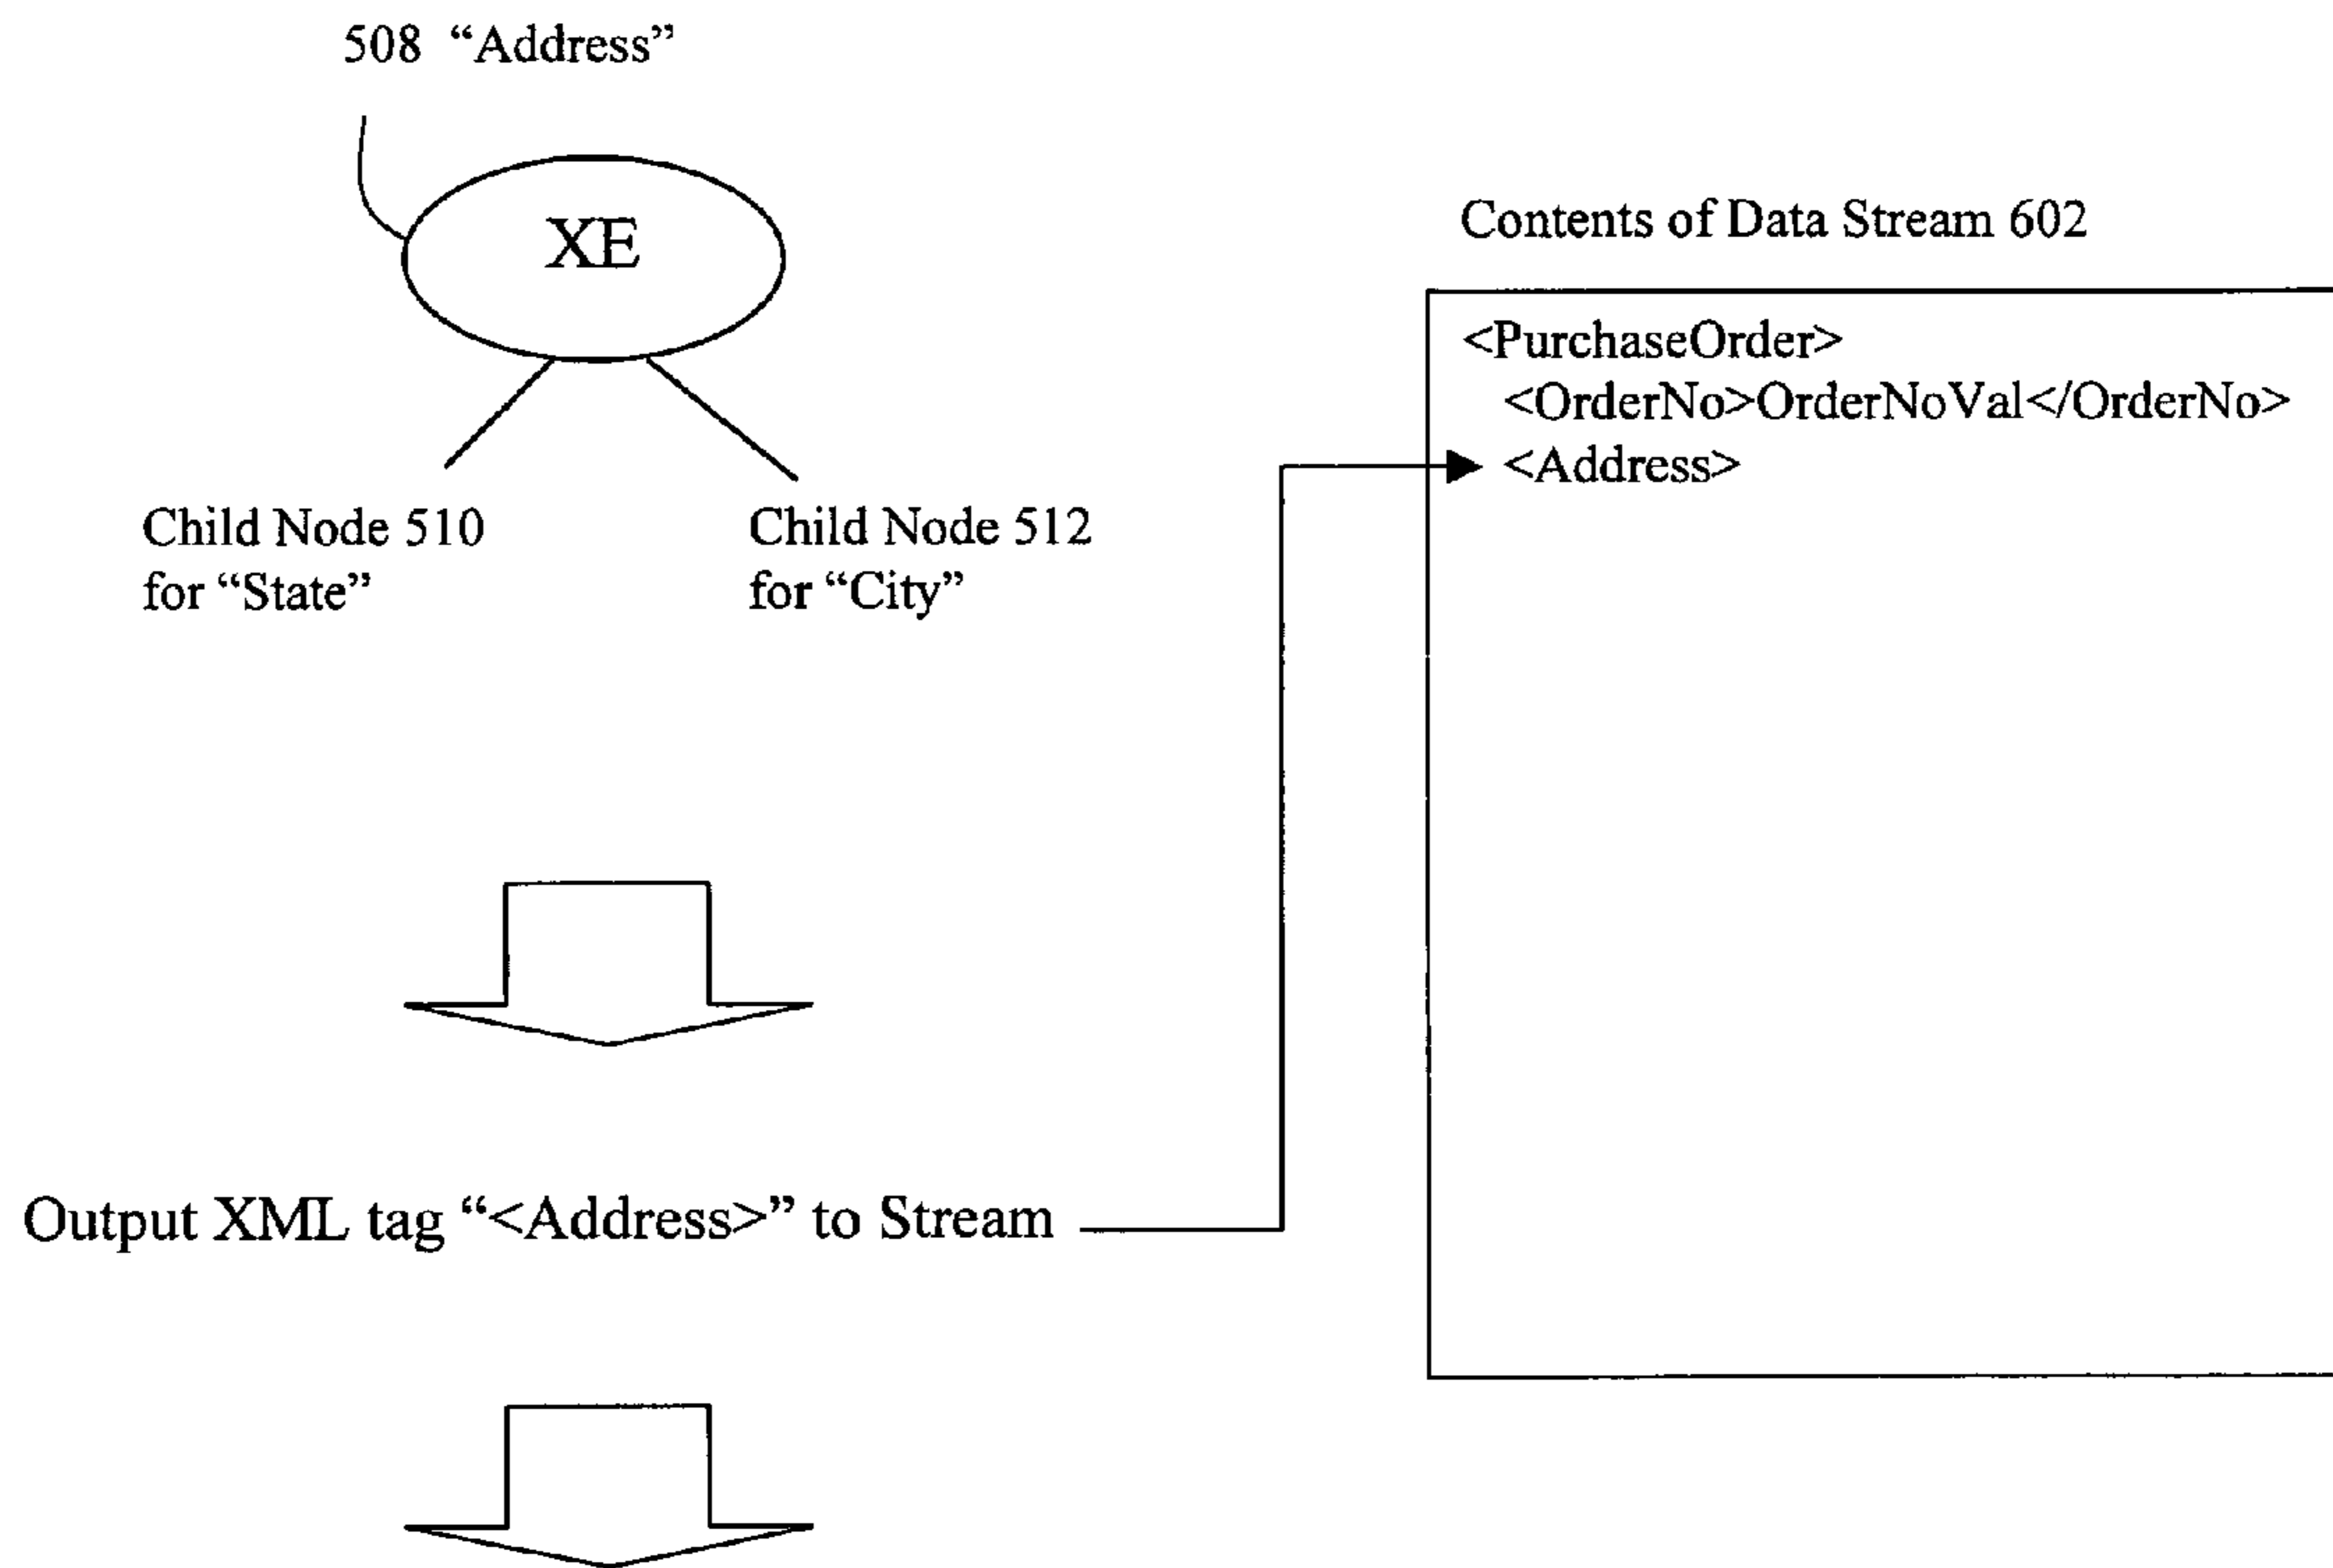 508 “Address”
XE
Child Node 510
for “State”
Child Node 512
for “City”
Output XML tag “<Address>” to Stream
Contents of Data Stream 602
<PurchaseOrder>
<OrderNo>OrderNoVal</OrderNo>
<Address>